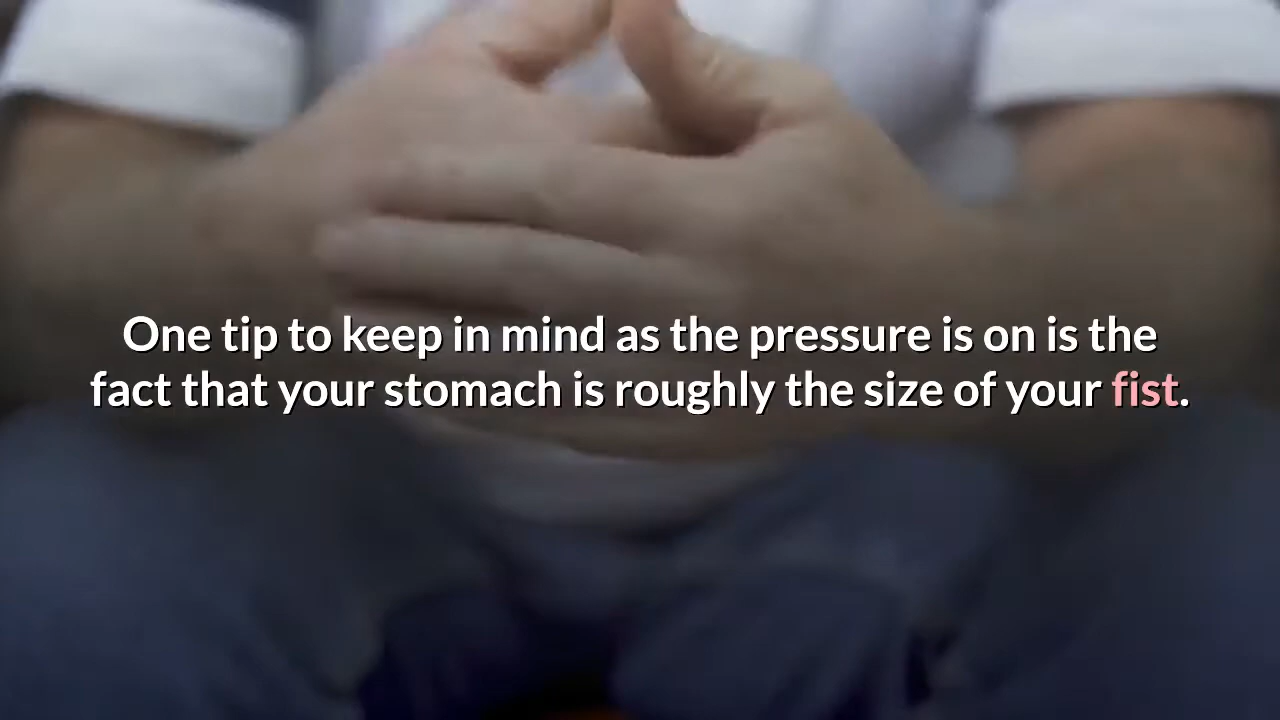 One tip to keep in mind as the pressure is on is the
fact that your stomach is roughly the size of your fist.